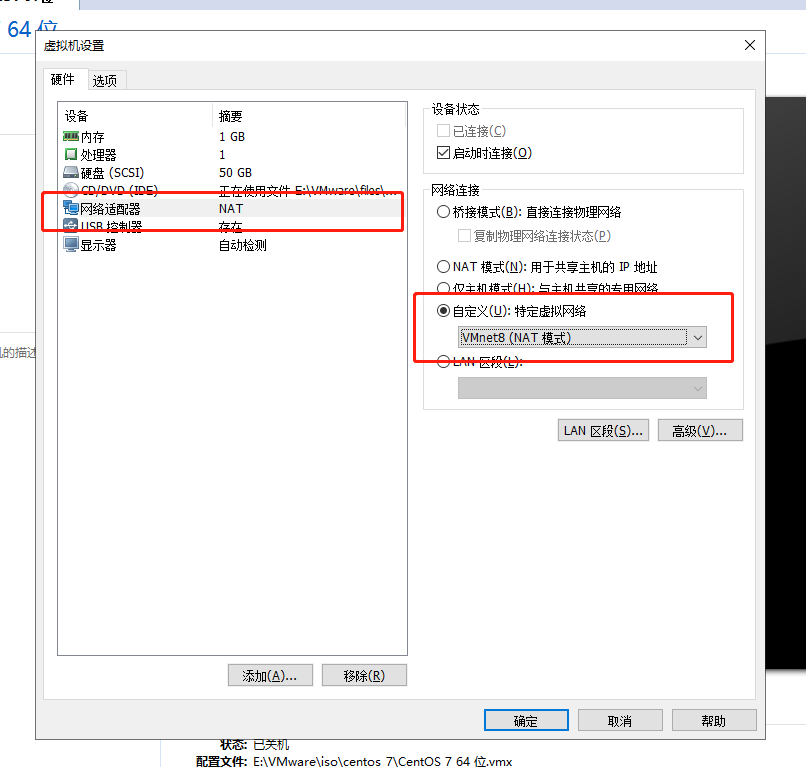 64 位
虚拟机设置
硬件 选项
设备 摘要
内存 1 GB
处理器 1
硬盘 (SCSI) 50 GB
CD/DVD (IDE) 正在使用文件 E:\VMware\files\...
网络适配器 NAT
USB 控制器 存在
显示器 自动检测
添加(A)... 移除(R)
设备状态
已连接(C)
启动时连接(O)
网络连接
桥接模式(B): 直接连接物理网络
复制物理网络连接状态(P)
NAT 模式(N): 用于共享主机的 IP 地址
仅主机模式(H): 与主机共享的专用网络
自定义(U): 特定虚拟网络
VMnet8 (NAT 模式)
LAN 区段(L):
LAN 区段(S)... 高级(V)...
确定 取消 帮助
机的描述
状态: 已关机
配置文件: E:\VMware\iso\centos 7\CentOS 7 64 位.vmx